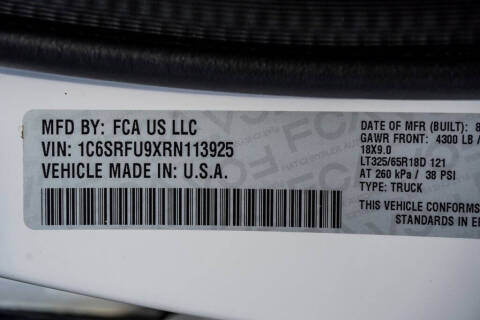 MFD BY: FCA US LLC
VIN: 1C6SRFU9XRN113925
VEHICLE MADE IN: U.S.A.
DATE OF MFR (BUILT) 8
GAWR FRONT: 4300 LB /
18X9.0
LT325/65R18D 121
AT 260 kPa / 38 PSI
TYPE: TRUCK
THIS VEHICLE CONFORMS
STANDARDS IN